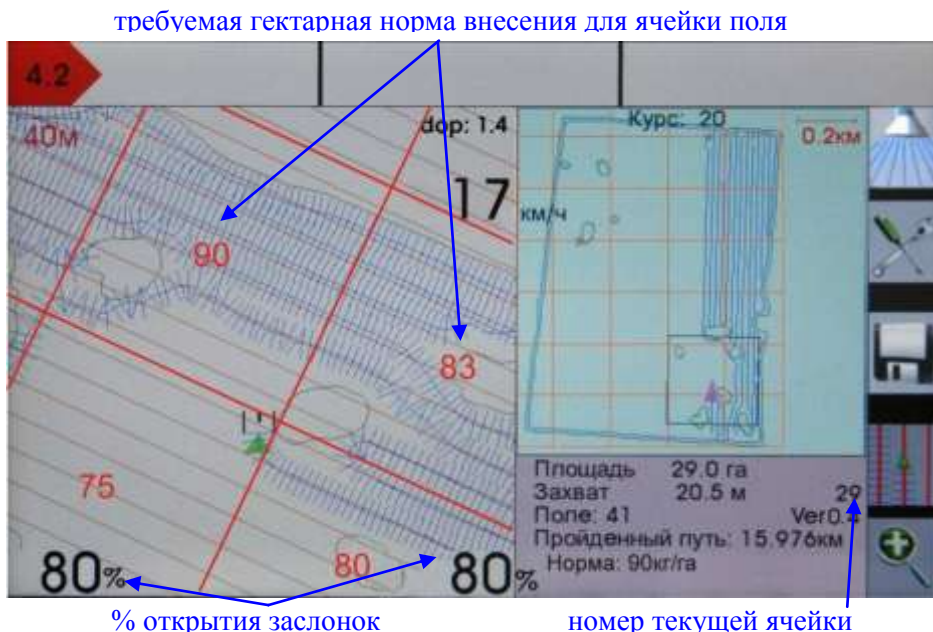 требуемая гектарная норма внесения для ячейки поля
4.2
40м
dop: 1.4
17
км/ч
90
83
75
80
80%
80%
Курс: 20
0.2км
Площадь 29.0 га
Захват 20.5 м 29
Поле: 41
Пройденный путь: 15.976км
Норма: 90кг/га
% открытия заслонок
номер текущей ячейки